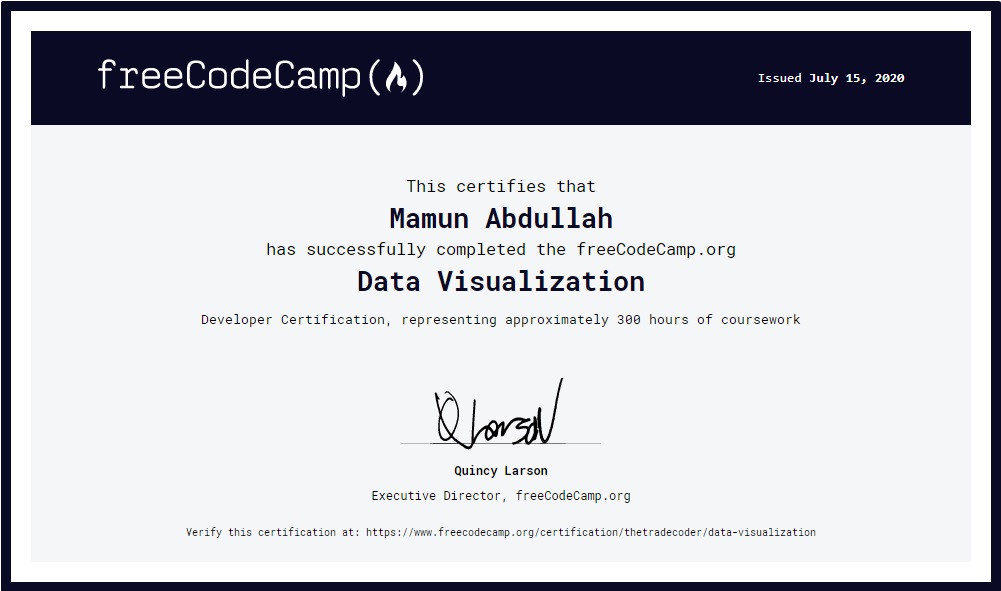 freeCodeCamp(🔥)
Issued July 15, 2020
This certifies that
Mamun Abdullah
has successfully completed the freeCodeCamp.org
Data Visualization
Developer Certification, representing approximately 300 hours of coursework
QLarson
Quincy Larson
Executive Director, freeCodeCamp.org
Verify this certification at: https://www.freecodecamp.org/certification/thetradecoder/data-visualization